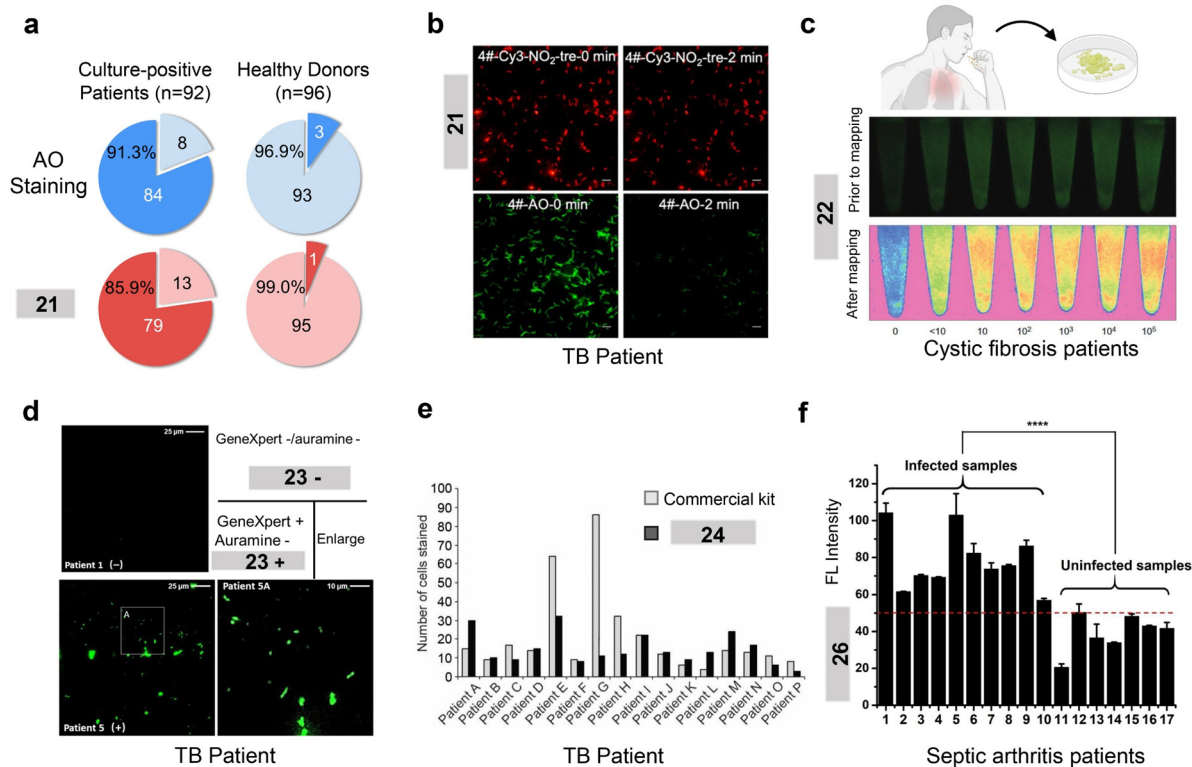 a
Culture-positive
Patients (n=92)
Healthy Donors
(n=96)
AO
Staining
91.3%
8
84
96.9%
3
93
21
85.9%
13
79
99.0%
1
95
b
21
4#-Cy3-NO₂-tre-0 min
4#-Cy3-NO₂-tre-2 min
4#-AO-0 min
4#-AO-2 min
TB Patient
c
22
Prior to mapping
After mapping
0 <10 10 10² 10³ 10⁴ 10⁵
Cystic fibrosis patients
d
25 µm
Patient 1 (–)
GeneXpert -/auramine -
23 -
GeneXpert +
Auramine -
23 +
Enlarge
25 µm
A
Patient 5 (+)
Patient 5A
10 µm
TB Patient
e
Number of cells stained
100
90
80
70
60
50
40
30
20
10
0
Commercial kit
24
Patient A
Patient B
Patient C
Patient D
Patient E
Patient F
Patient G
Patient H
Patient I
Patient J
Patient K
Patient L
Patient M
Patient N
Patient O
Patient P
TB Patient
f
26
FL Intensity
120
100
80
60
40
20
0
****
Infected samples
Uninfected samples
1 2 3 4 5 6 7 8 9 10 11 12 13 14 15 16 17
Septic arthritis patients